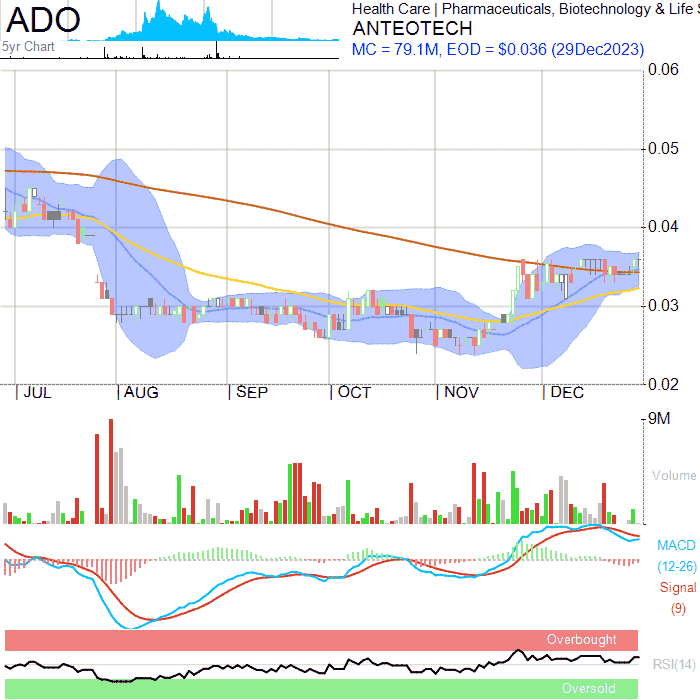 ADO
5yr Chart
Health Care | Pharmaceuticals, Biotechnology & Life S
ANTEOTECH
MC = 79.1M, EOD = $0.036 (29Dec2023)
0.06
0.05
0.04
0.03
0.02
JUL AUG SEP OCT NOV DEC
9M
Volume
MACD
(12-26)
Signal
(9)
Overbought
RSI(14)
Oversold